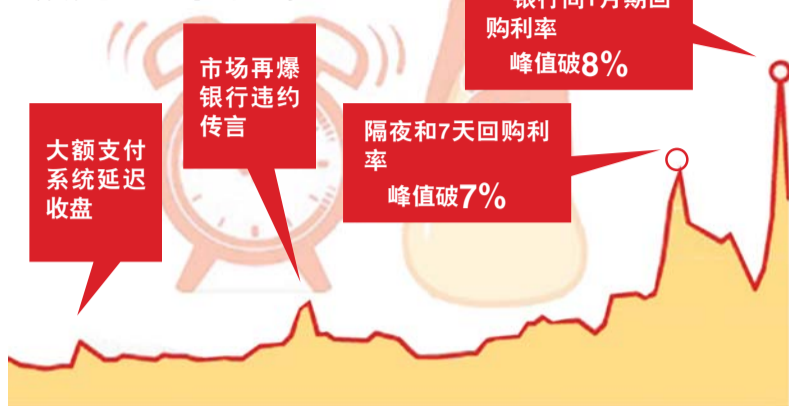 大额支付
系统延迟
收盘
市场再爆
银行违约
传言
隔夜和7天回购利
率
峰值破7%
银行间1月期回
购利率
峰值破8%